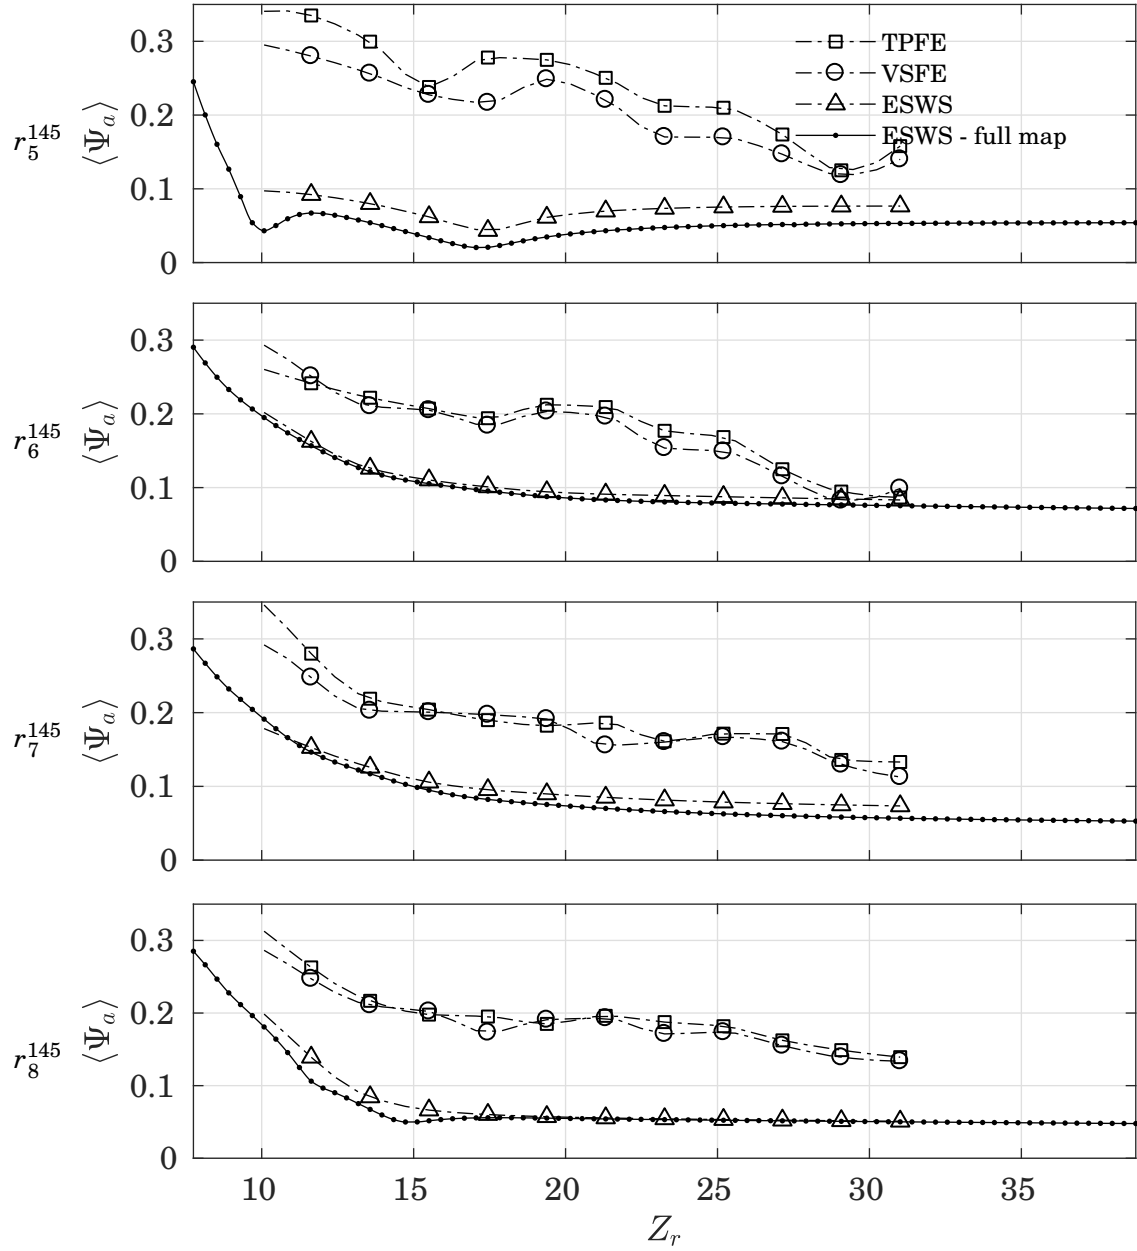 0.3
0.2
0.1
0
r_5^145
⟨Ψ_a⟩
TPFE
VSFE
ESWS
ESWS - full map
0.3
0.2
0.1
0
r_6^145
⟨Ψ_a⟩
0.3
0.2
0.1
0
r_7^145
⟨Ψ_a⟩
0.3
0.2
0.1
0
r_8^145
⟨Ψ_a⟩
10 15 20 25 30 35
Z_r